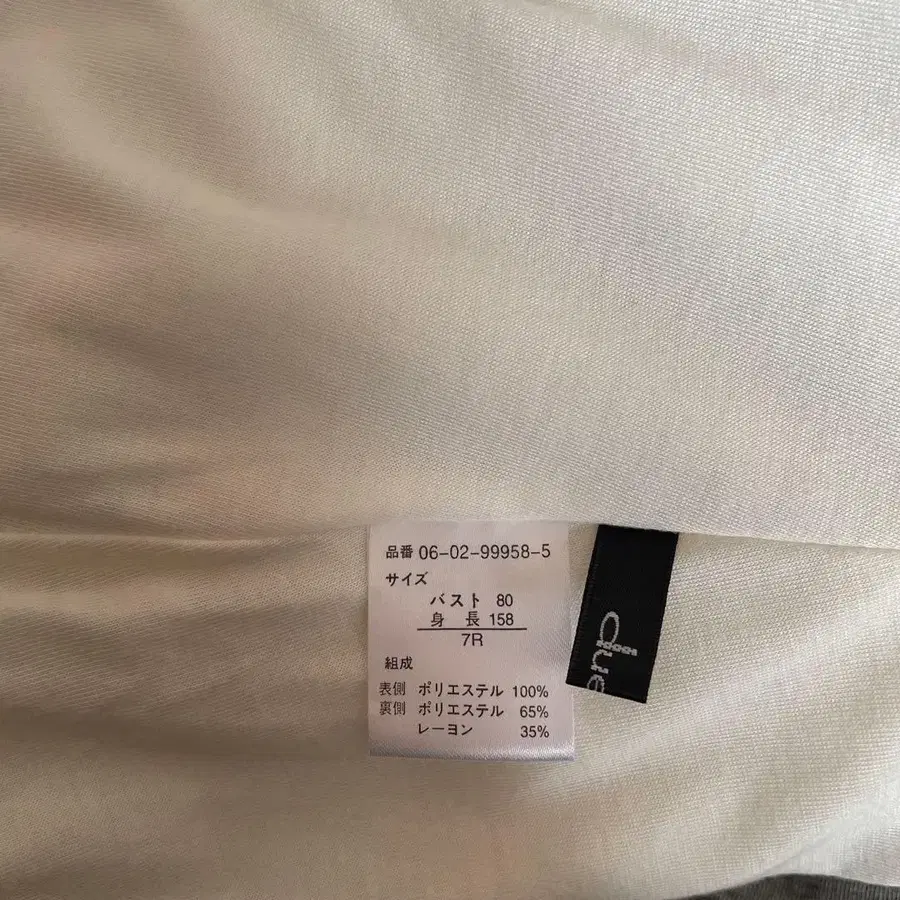 品番 06-02-99958-5
サイズ
バスト 80
身 長 158
7R
組成
表側 ポリエステル 100%
裏側 ポリエステル 65%
レーヨン 35%
due